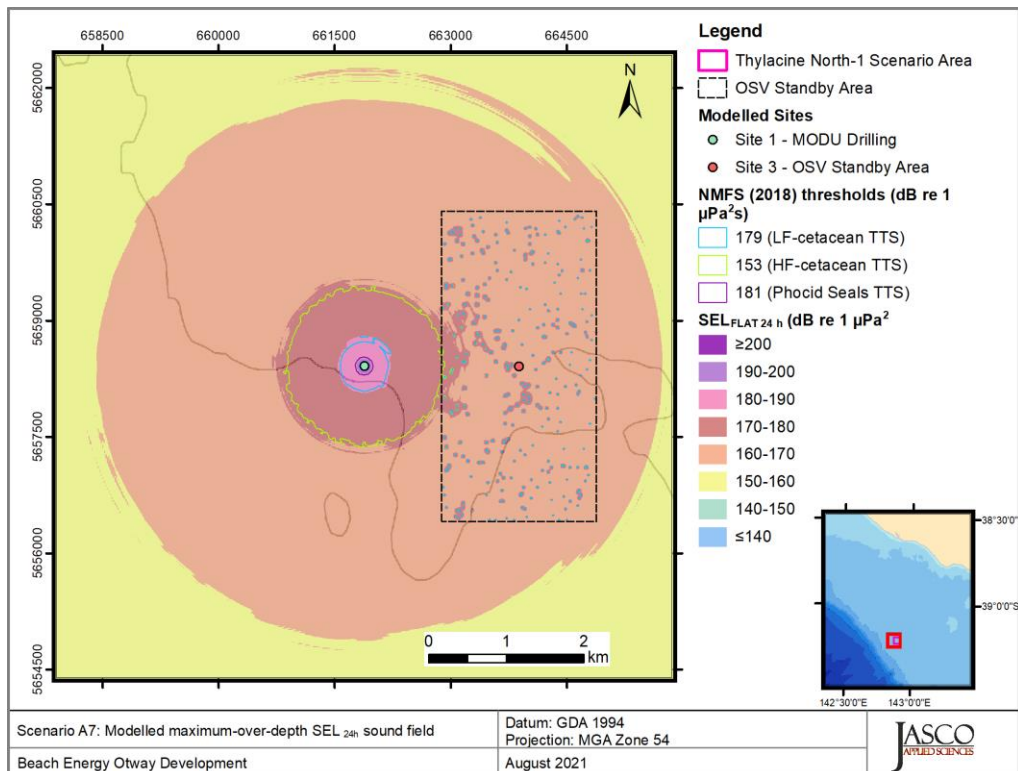 658500 660000 661500 663000 664500
5662000
5660500
5659000
5657500
5656000
5654500
N
0 1 2
km
Legend
Thylacine North-1 Scenario Area
OSV Standby Area
Modelled Sites
Site 1 - MODU Drilling
Site 3 - OSV Standby Area
NMFS (2018) thresholds (dB re 1
µPa²s)
179 (LF-cetacean TTS)
153 (HF-cetacean TTS)
181 (Phocid Seals TTS)
SEL FLAT 24 h (dB re 1 µPa²
≥200
190-200
180-190
170-180
160-170
150-160
140-150
≤140
38°30'0"S
39°0'0"S
142°30'0"E 143°0'0"E
Scenario A7: Modelled maximum-over-depth SEL 24h sound field
Beach Energy Otway Development
Datum: GDA 1994
Projection: MGA Zone 54
August 2021
JASCO
APPLIED SCIENCES